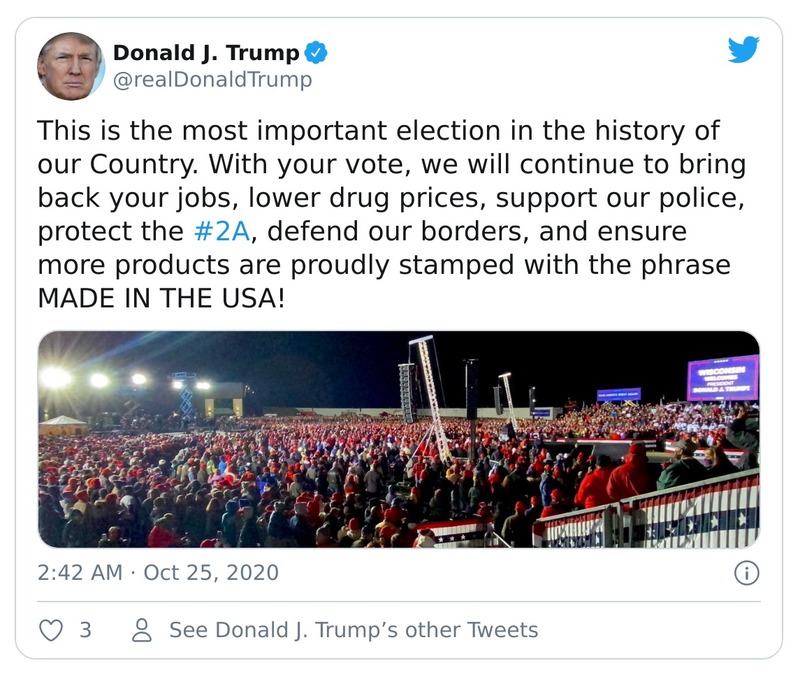 Donald J. Trump
@realDonaldTrump
This is the most important election in the history of
our Country. With your vote, we will continue to bring
back your jobs, lower drug prices, support our police,
protect the #2A, defend our borders, and ensure
more products are proudly stamped with the phrase
MADE IN THE USA!
WISCONSIN
WELCOMES
PRESIDENT
DONALD J. TRUMP!
2:42 AM · Oct 25, 2020
3
See Donald J. Trump’s other Tweets